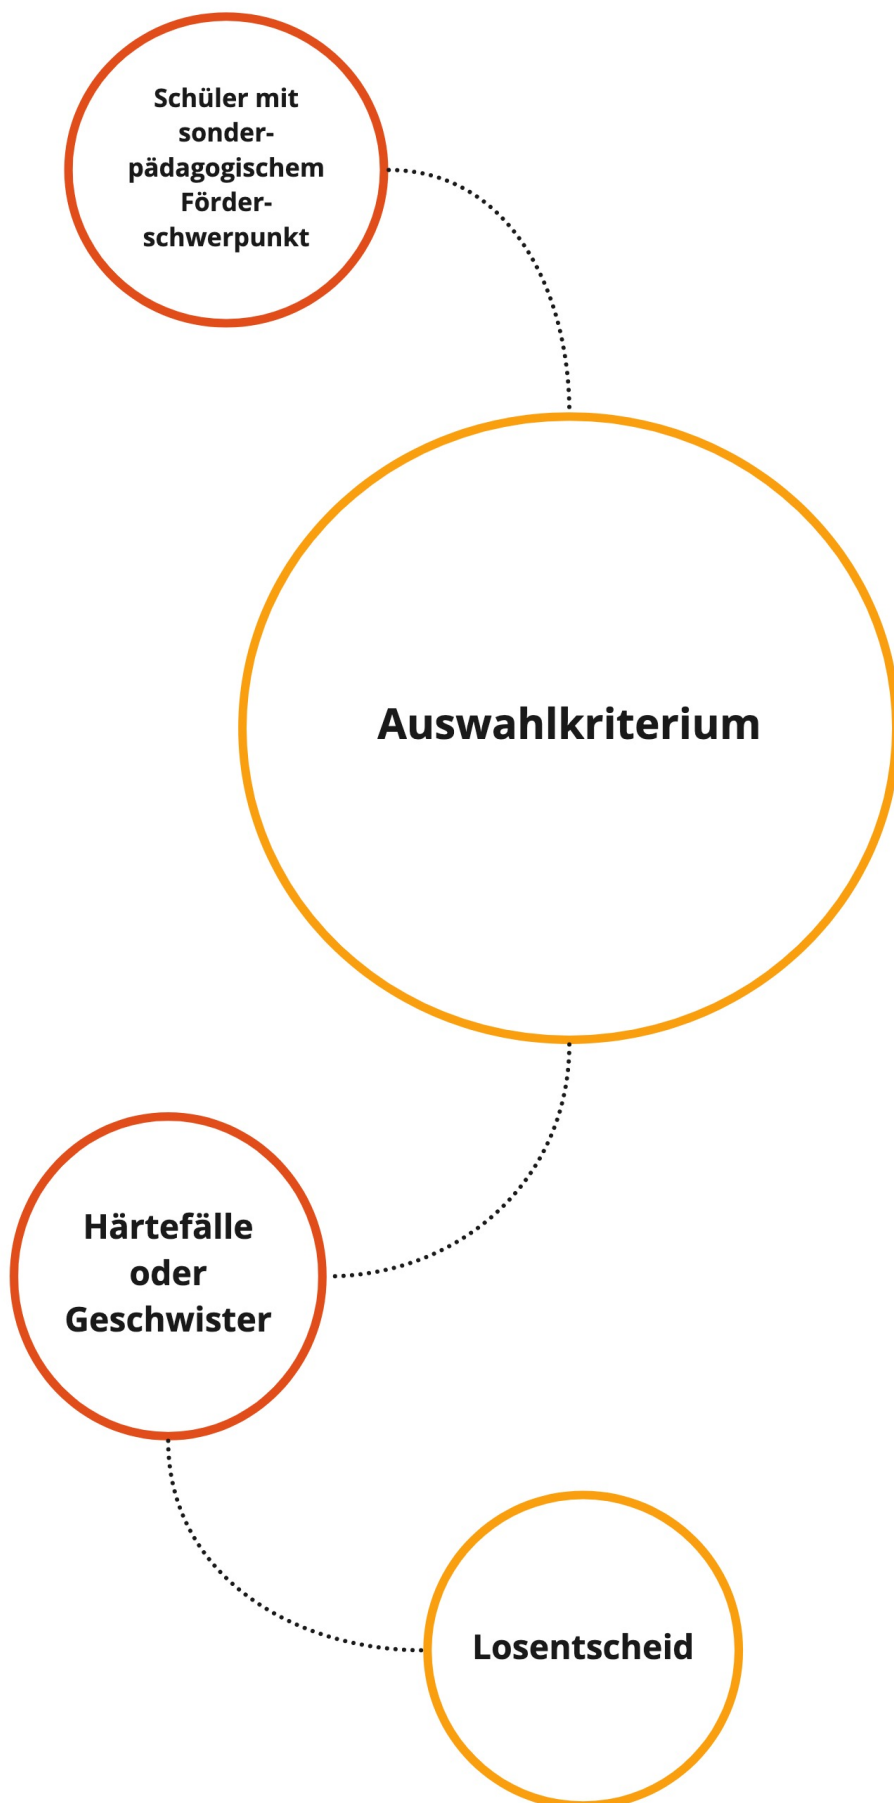 Schüler mit
sonder-
pädagogischem
Förder-
schwerpunkt
Auswahlkriterium
Härtefälle
oder
Geschwister
Losentscheid